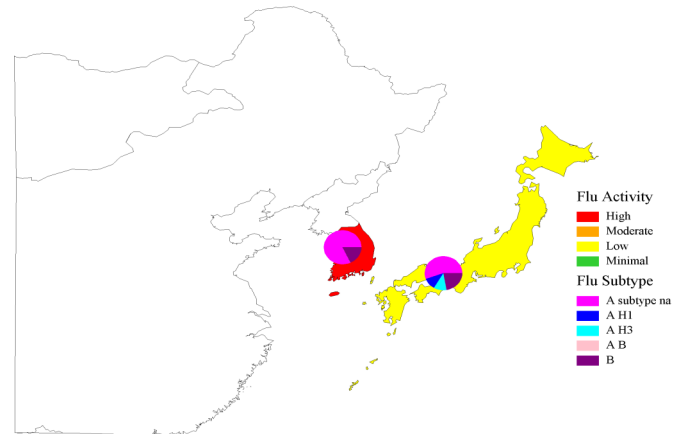 Flu Activity
High
Moderate
Low
Minimal
Flu Subtype
A subtype na
A H1
A H3
A B
B